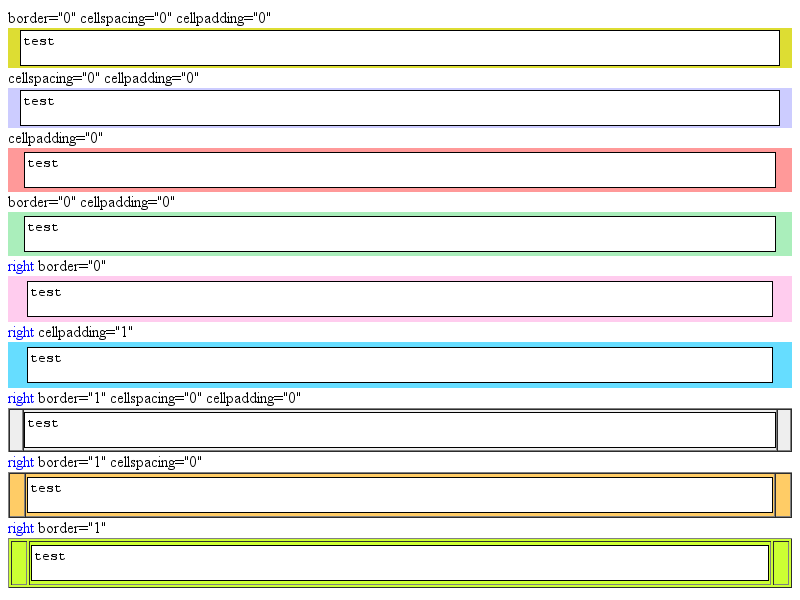 border="0" cellspacing="0" cellpadding="0"
test
cellspacing="0" cellpadding="0"
test
cellpadding="0"
test
border="0" cellpadding="0"
test
right border="0"
test
right cellpadding="1"
test
right border="1" cellspacing="0" cellpadding="0"
test
right border="1" cellspacing="0"
test
right border="1"
test